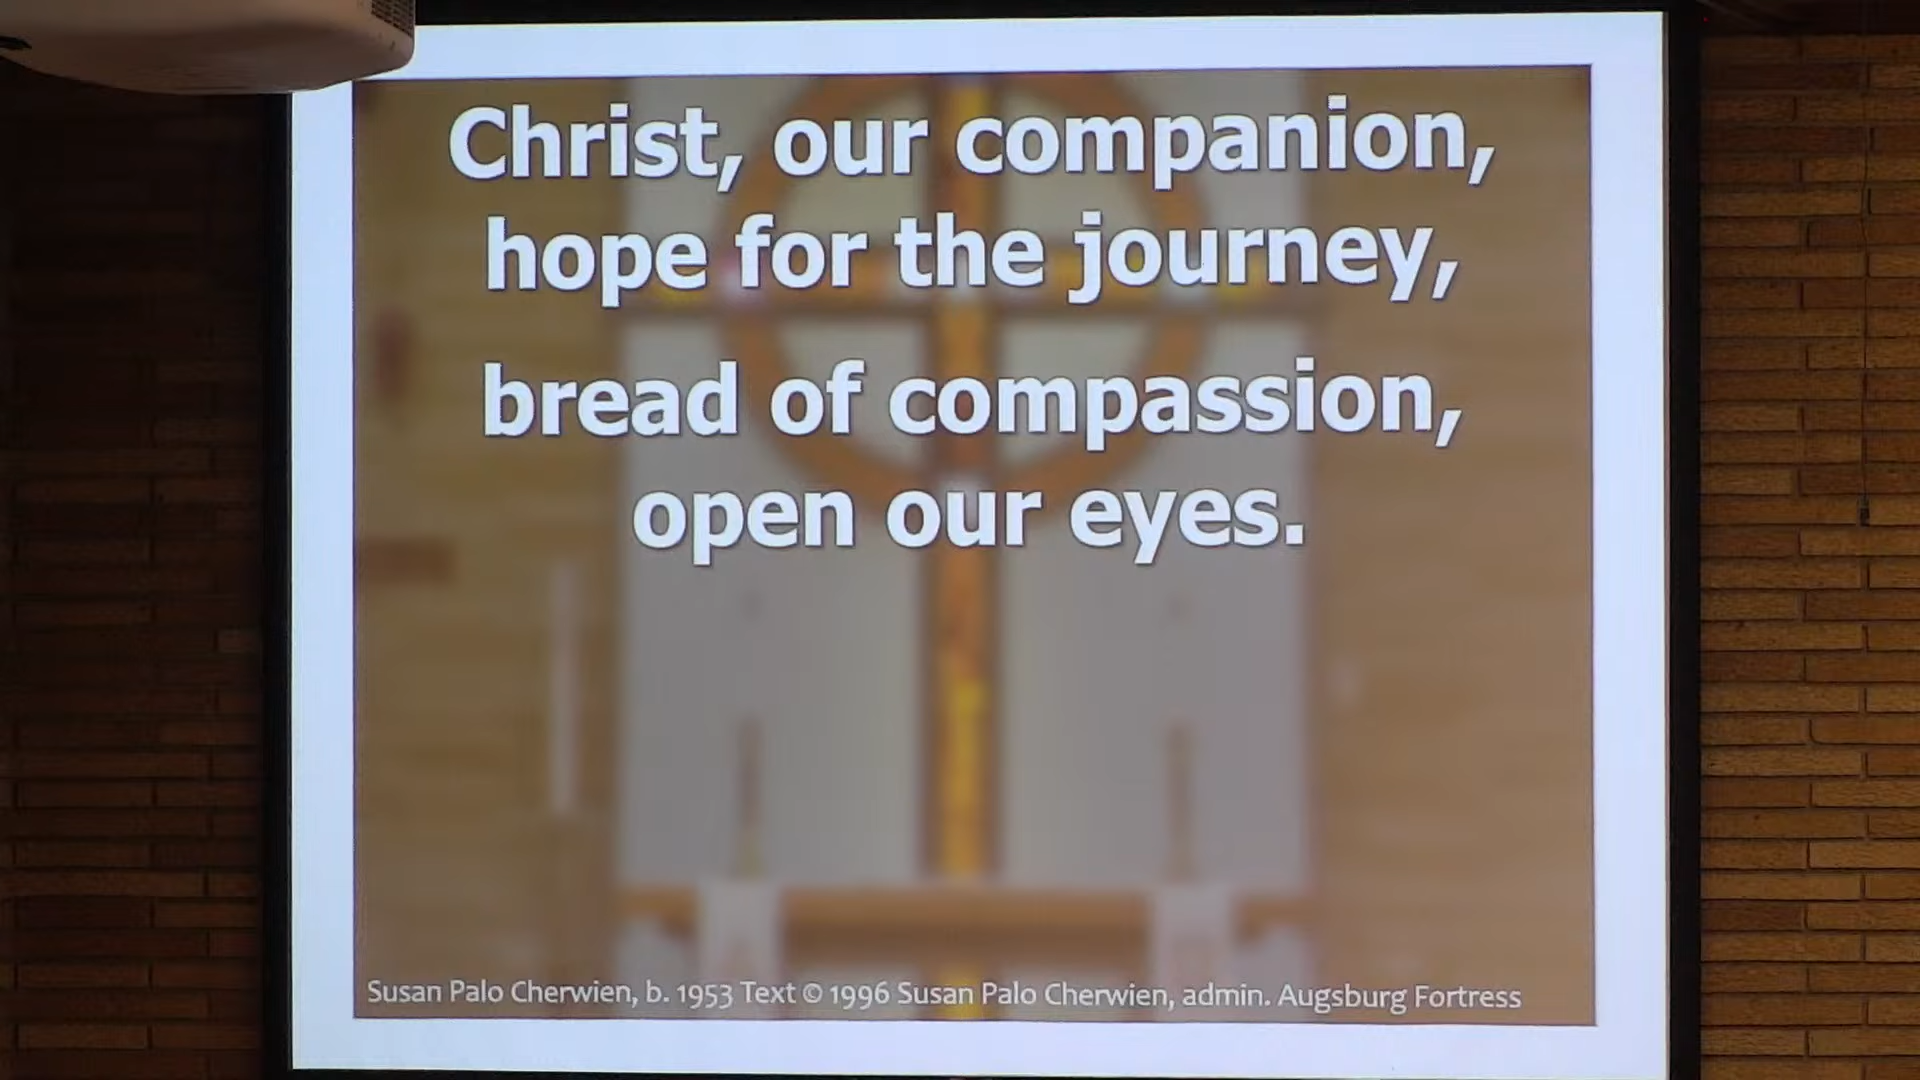 Christ, our companion,
hope for the journey,
bread of compassion,
open our eyes.
Susan Palo Cherwien, b. 1953 Text © 1996 Susan Palo Cherwien, admin. Augsburg Fortress